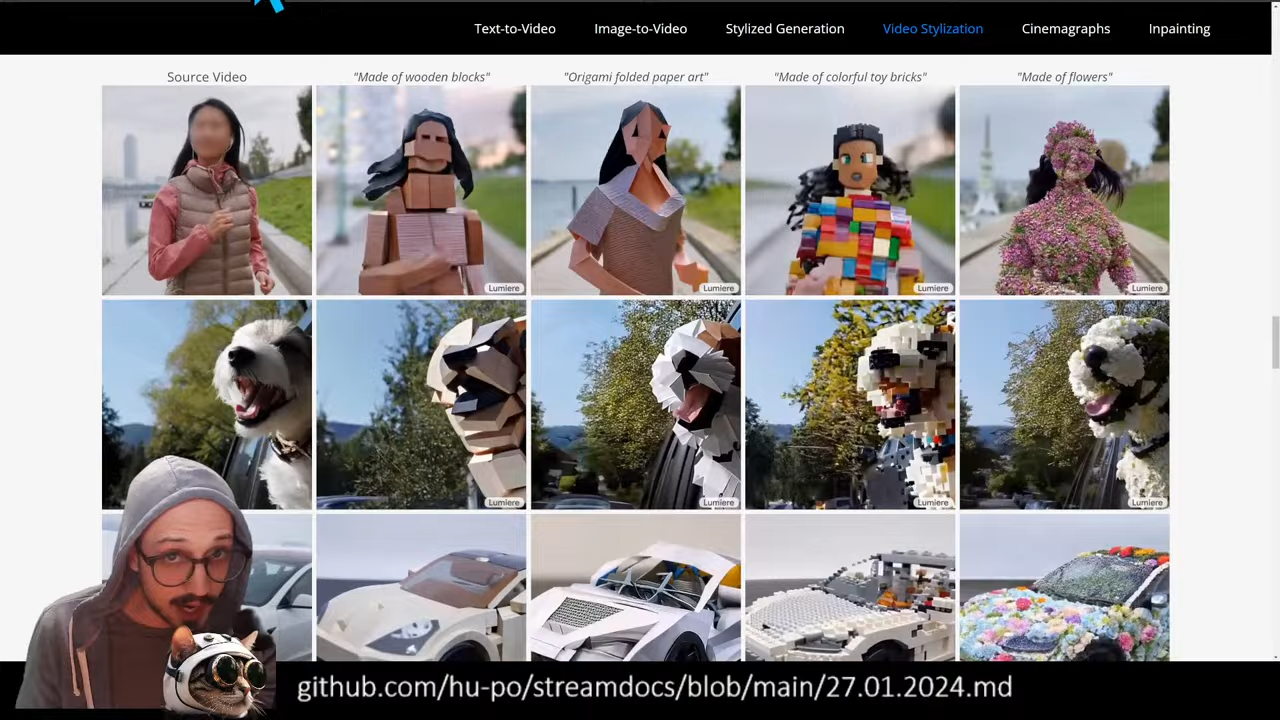 Text-to-Video Image-to-Video Stylized Generation Video Stylization Cinemagraphs Inpainting
Source Video "Made of wooden blocks" "Origami folded paper art" "Made of colorful toy bricks" "Made of flowers"
Lumiere Lumiere Lumiere Lumiere
Lumiere Lumiere Lumiere Lumiere
github.com/hu-po/streamdocs/blob/main/27.01.2024.md